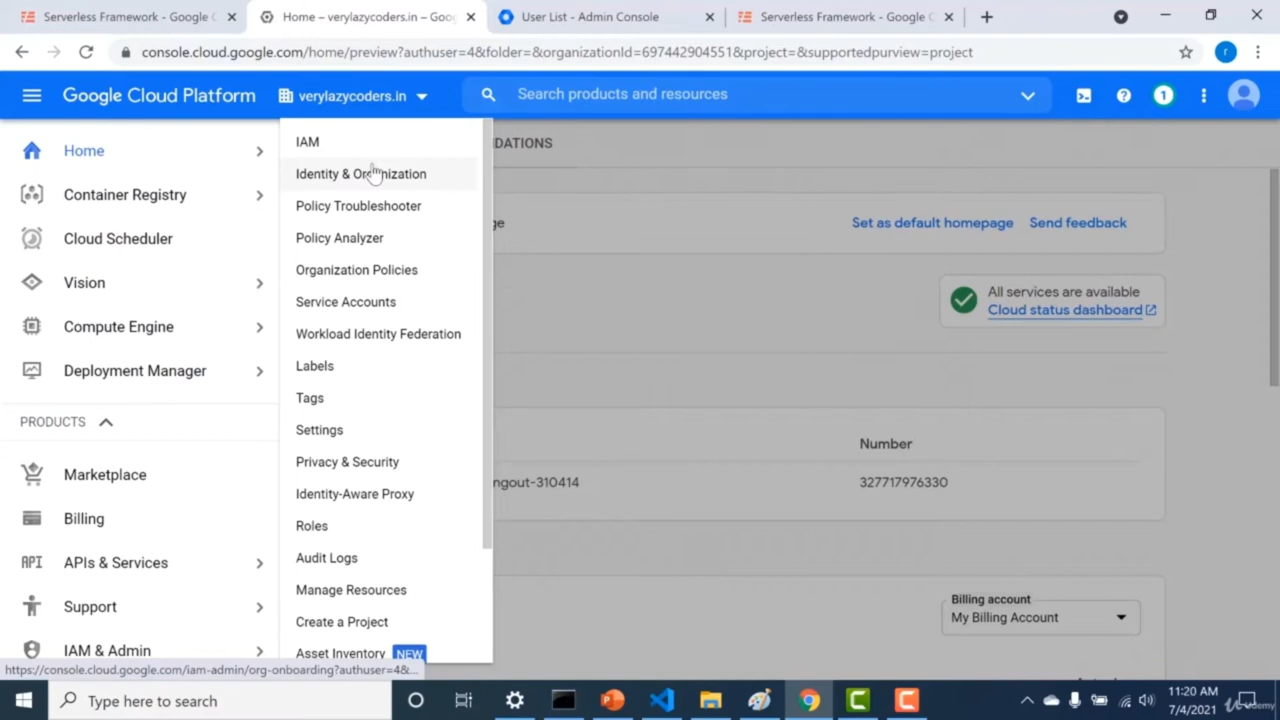 Serverless Framework - Google C
Home – verylazycoders.in – Goo
User List - Admin Console
Serverless Framework - Google C
console.cloud.google.com/home/preview?authuser=4&folder=&organizationId=697442904551&project=&supportedpurview=project
r
Google Cloud Platform
verylazycoders.in
Search products and resources
1
Home
Container Registry
Cloud Scheduler
Vision
Compute Engine
Deployment Manager
PRODUCTS
Marketplace
Billing
API APIs & Services
Support
IAM & Admin
IAM
Identity & Organization
Policy Troubleshooter
Policy Analyzer
Organization Policies
Service Accounts
Workload Identity Federation
Labels
Tags
Settings
Privacy & Security
Identity-Aware Proxy
Roles
Audit Logs
Manage Resources
Create a Project
Asset Inventory NEW
DATIONS
ge
Set as default homepage
Send feedback
All services are available
Cloud status dashboard
Number
ngout-310414
327717976330
Billing account
My Billing Account
https://console.cloud.google.com/iam-admin/org-onboarding?authuser=4&...
Type here to search
11:20 AM
7/4/2021
Udemy